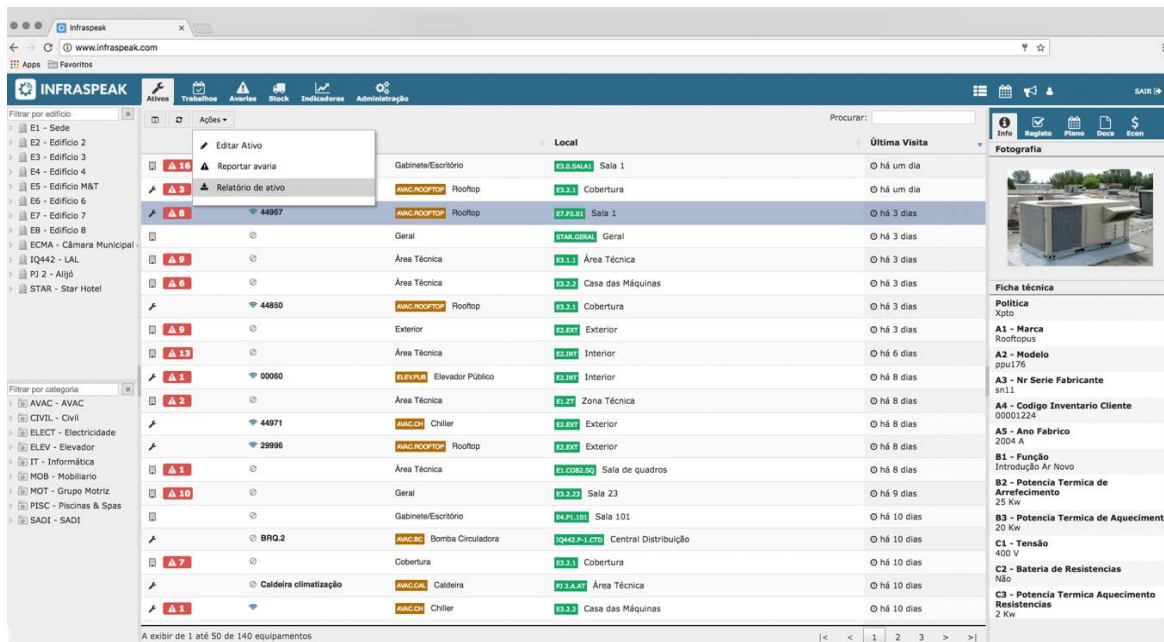 Infraspeak
www.infraspeak.com
Apps Favoritos
INFRASPEAK
Ativos Trabalhos Avarias Stock Indicadores Administração SAIR
Filtrar por edifício
E1 - Sede
E2 - Edifício 2
E3 - Edifício 3
E4 - Edifício 4
E5 - Edifício M&T
E6 - Edifício 6
E7 - Edifício 7
E8 - Edifício 8
ECMA - Câmara Municipal
IQ442 - LAL
PJ 2 - Alijó
STAR - Star Hotel
Filtrar por categoria
AVAC - AVAC
CIVIL - Civil
ELECT - Electricidade
ELEV - Elevador
IT - Informática
MOB - Mobiliario
MOT - Grupo Motriz
PISC - Piscinas & Spas
SADI - SADI
Ações Procurar:
Editar Ativo
Reportar avaria
Relatório de ativo
Local Última Visita
16 Gabinete/Escritório E3.0.SALA1 Sala 1 há um dia
3 AVAC.ROOFTOP Rooftop E3.2.1 Cobertura há um dia
8 44967 AVAC.ROOFTOP Rooftop E7.P3.01 Sala 1 há 3 dias
Geral STAR.GERAL Geral há 3 dias
9 Área Técnica E3.1.1 Área Técnica há 3 dias
6 Área Técnica E3.2.2 Casa das Máquinas há 3 dias
44850 AVAC.ROOFTOP Rooftop E3.2.1 Cobertura há 3 dias
9 Exterior E2.EXT Exterior há 3 dias
13 Área Técnica E2.INT Interior há 6 dias
1 00060 ELEV.PUB Elevador Público E2.INT Interior há 8 dias
2 Área Técnica E1.ZT Zona Técnica há 8 dias
44971 AVAC.CH Chiller E2.EXT Exterior há 8 dias
29996 AVAC.ROOFTOP Rooftop E2.EXT Exterior há 8 dias
1 Área Técnica E1.COB2.SQ Sala de quadros há 8 dias
10 Geral E3.2.23 Sala 23 há 9 dias
Gabinete/Escritório E4.P1.101 Sala 101 há 10 dias
BRQ.2 AVAC.BC Bomba Circuladora IQ442.P-1.CTD Central Distribuição há 10 dias
7 Cobertura E3.2.1 Cobertura há 10 dias
Caldeira climatização AVAC.CAL Caldeira PJ 2.A.AT Área Técnica há 10 dias
1 AVAC.CH Chiller E3.2.2 Casa das Máquinas há 10 dias
A exibir de 1 até 50 de 140 equipamentos |< < 1 2 3 > >|
Info Registo Plano Docs Econ
Fotografia
Ficha técnica
Política
Xpto
A1 - Marca
Rooftopus
A2 - Modelo
ppu176
A3 - Nr Serie Fabricante
sn11
A4 - Codigo Inventario Cliente
00001224
A5 - Ano Fabrico
2004 A
B1 - Função
Introdução Ar Novo
B2 - Potencia Termica de
Arrefecimento
25 Kw
B3 - Potencia Termica de Aqueciment
20 Kw
C1 - Tensão
400 V
C2 - Bateria de Resistencias
Não
C3 - Potencia Termica Aquecimento
Resistencias
2 Kw